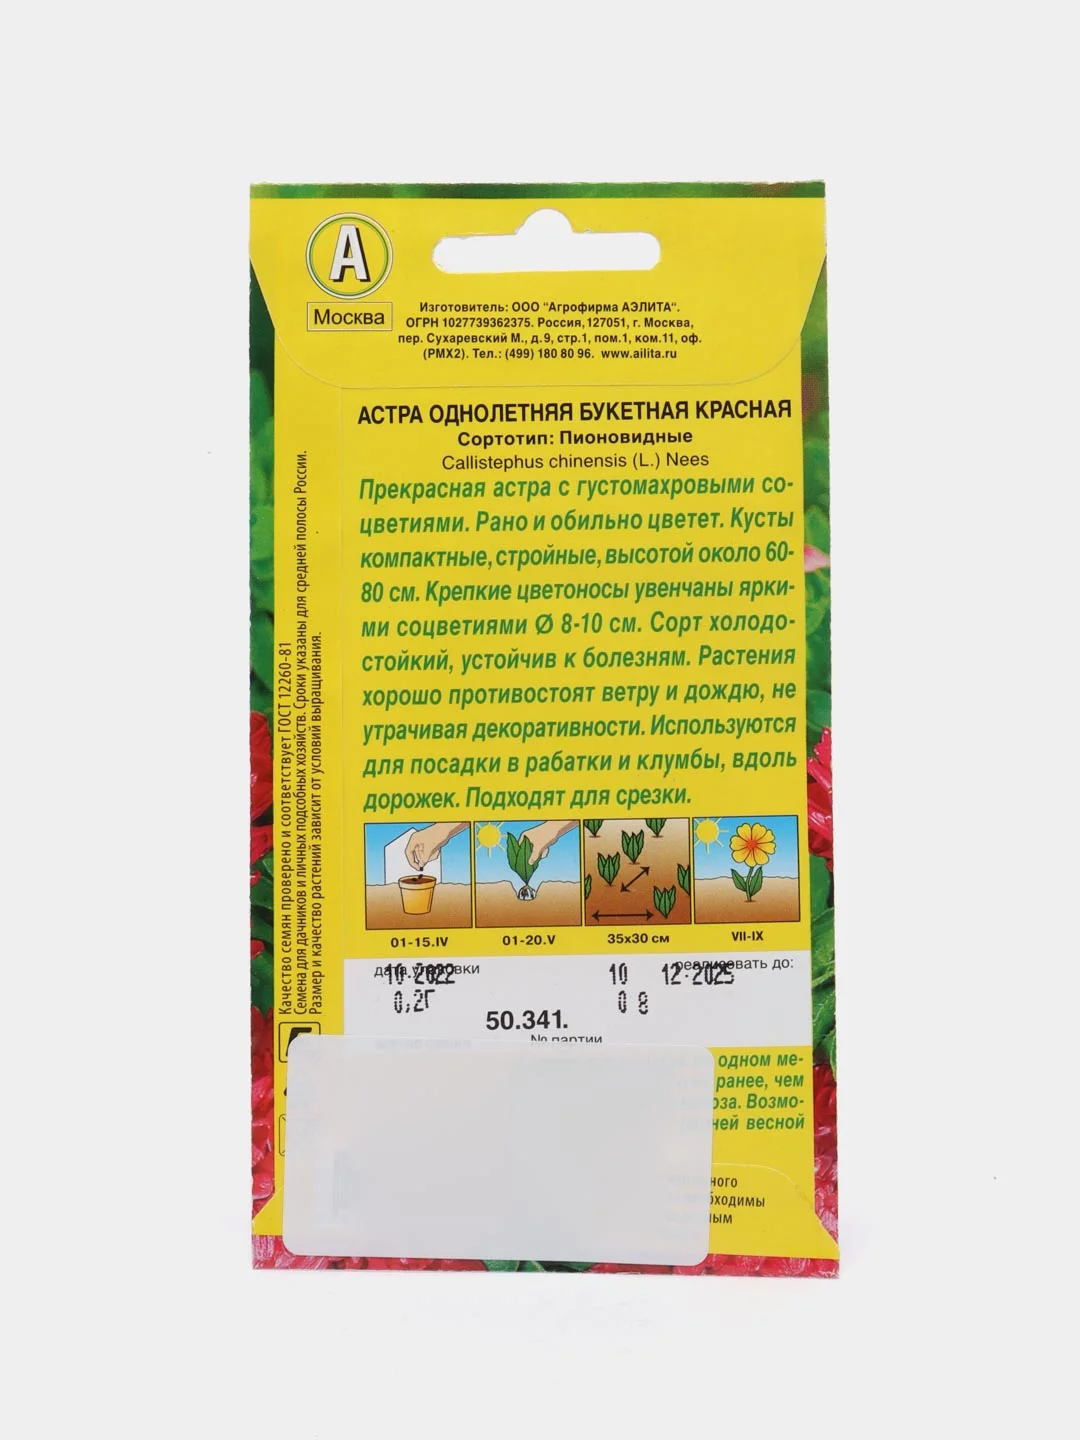 А
Москва
Изготовитель: ООО "Агрофирма АЭЛИТА".
ОГРН 1027739362375. Россия,127051, г. Москва,
пер. Сухаревский М., д.9, стр.1, пом.1, ком.11, оф.
(РМХ2). Тел.: (499) 180 80 96. www.ailita.ru
АСТРА ОДНОЛЕТНЯЯ БУКЕТНАЯ КРАСНАЯ
Сортотип: Пионовидные
Callistephus chinensis (L.) Nees
Прекрасная астра с густомахровыми со-
цветиями. Рано и обильно цветет. Кусты
компактные, стройные, высотой около 60-
80 см. Крепкие цветоносы увенчаны ярки-
ми соцветиями Ø 8-10 см. Сорт холодо-
стойкий, устойчив к болезням. Растения
хорошо противостоят ветру и дождю, не
утрачивая декоративности. Используются
для посадки в рабатки и клумбы, вдоль
дорожек. Подходят для срезки.
Качество семян проверено и соответствует ГОСТ 12260-81
Семена для дачников и личных подсобных хозяйств. Сроки указаны для средней полосы России.
Размер и качество растений зависит от условий выращивания.
01-15.IV
01-20.V
35х30 см
VII-IX
дата упаковки
реализовать до:
10.2022
10 12.2025
0,2Г
0 8
50.341.
№ партии
одном ме-
ранее, чем
Возмо-
весной